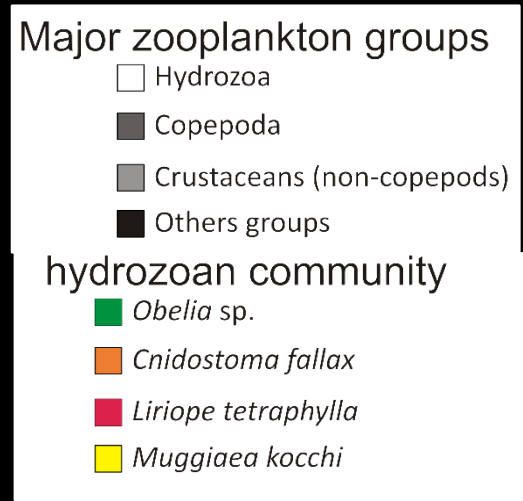 Major zooplankton groups
Hydrozoa
Copepoda
Crustaceans (non-copepods)
Others groups
hydrozoan community
Obelia sp.
Cnidostoma fallax
Liriope tetraphylla
Muggiaea kocchi